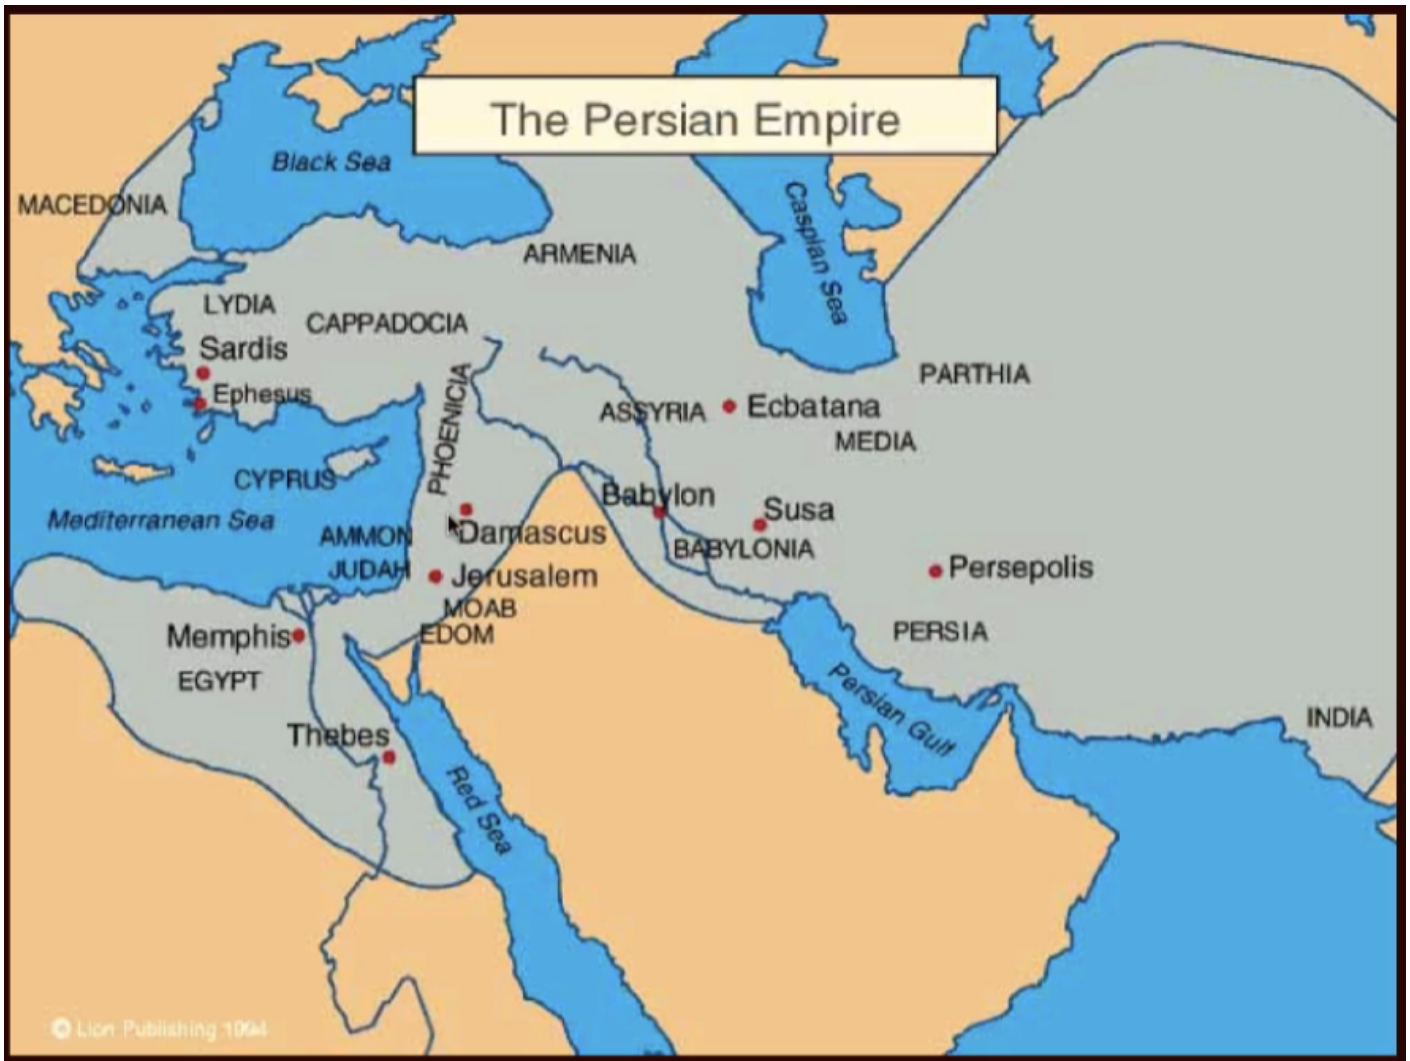 The Persian Empire
Black Sea
Caspian Sea
MACEDONIA
ARMENIA
LYDIA
CAPPADOCIA
Sardis
PARTHIA
Ephesus
PHOENICIA
ASSYRIA
Ecbatana
MEDIA
CYPRUS
Babylon
Susa
Mediterranean Sea
AMMON
Damascus
BABYLONIA
JUDAH
Jerusalem
Persepolis
MOAB
Memphis
EDOM
PERSIA
EGYPT
Persian Gulf
INDIA
Thebes
Red Sea
© Lion Publishing 1994